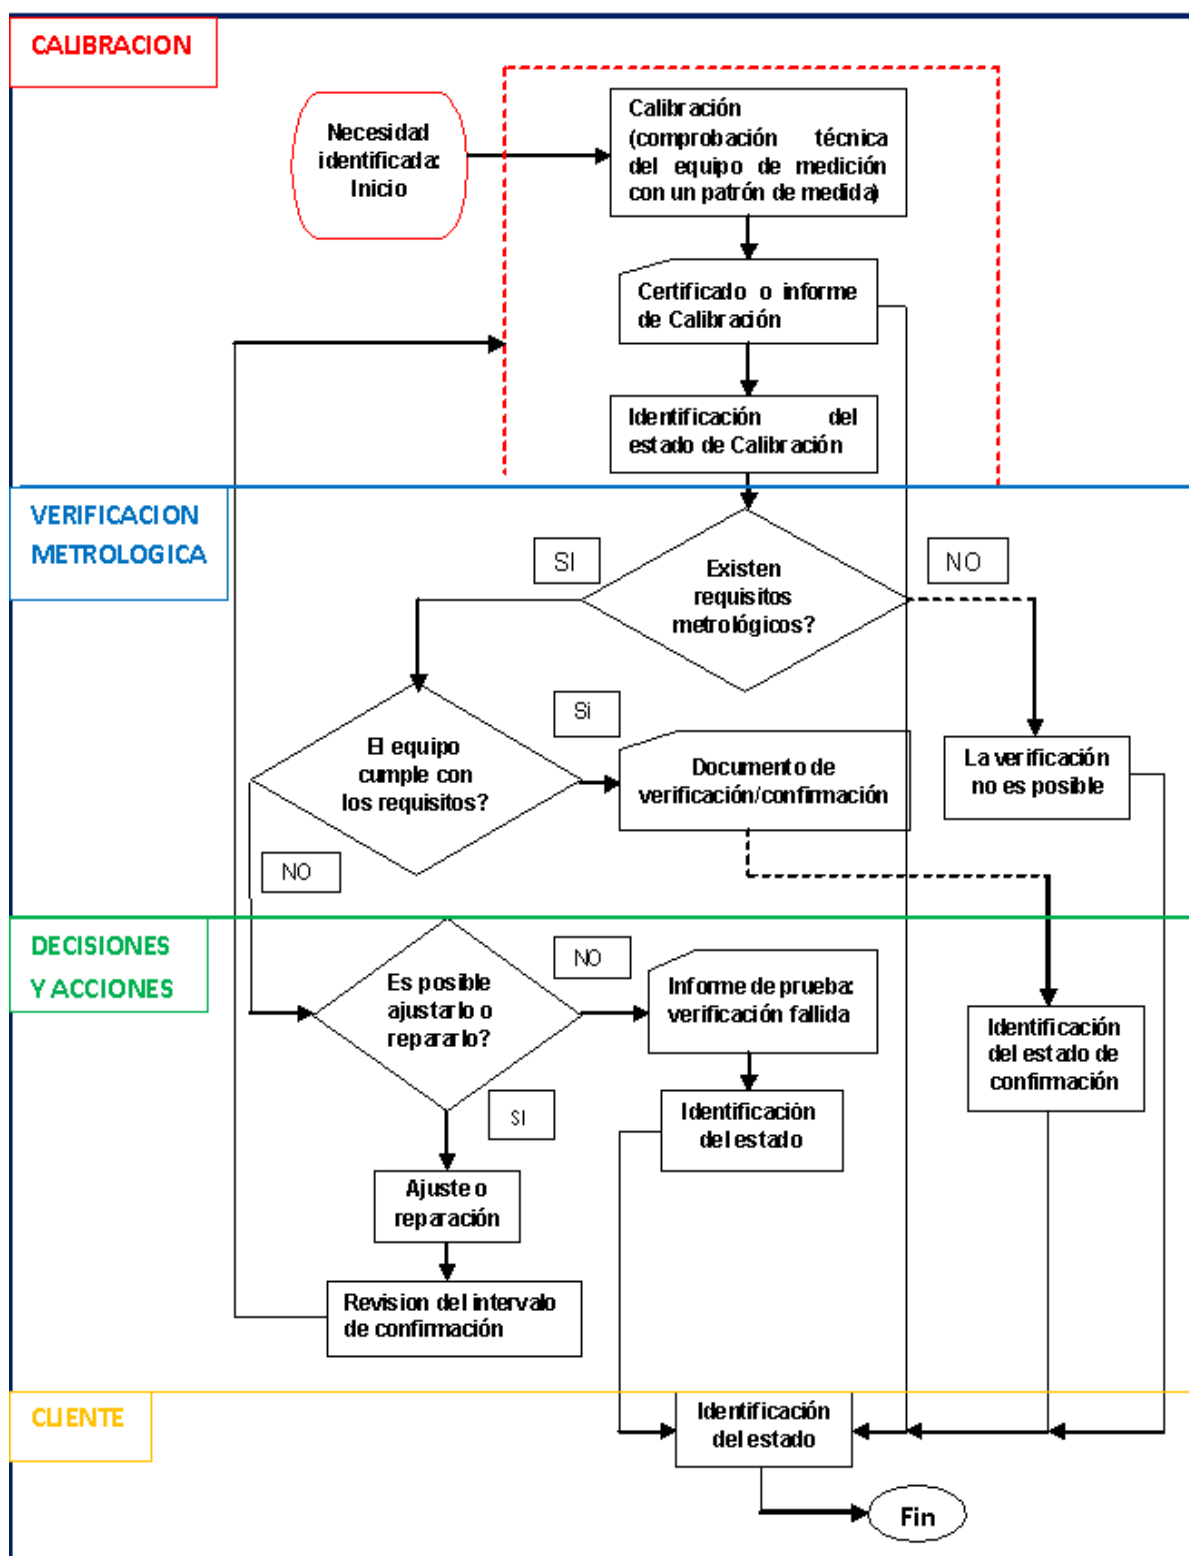 CALIBRACION
Necesidad
identificada:
Inicio
Calibración
(comprobación técnica
del equipo de medición
con un patrón de medida)
Certificado o informe
de Calibración
Identificación del
estado de Calibración
VERIFICACION
METROLOGICA
SI
Existen
requisitos
metrológicos?
NO
El equipo
cumple con
los requisitos?
Si
Documento de
verificación/confirmación
La verificación
no es posible
NO
DECISIONES
Y ACCIONES
Es posible
ajustarlo o
repararlo?
NO
Informe de prueba:
verificación fallida
Identificación
del estado de
confirmación
SI
Identificación
del estado
Ajuste o
reparación
Revision del intervalo
de confirmación
CLIENTE
Identificación
del estado
Fin